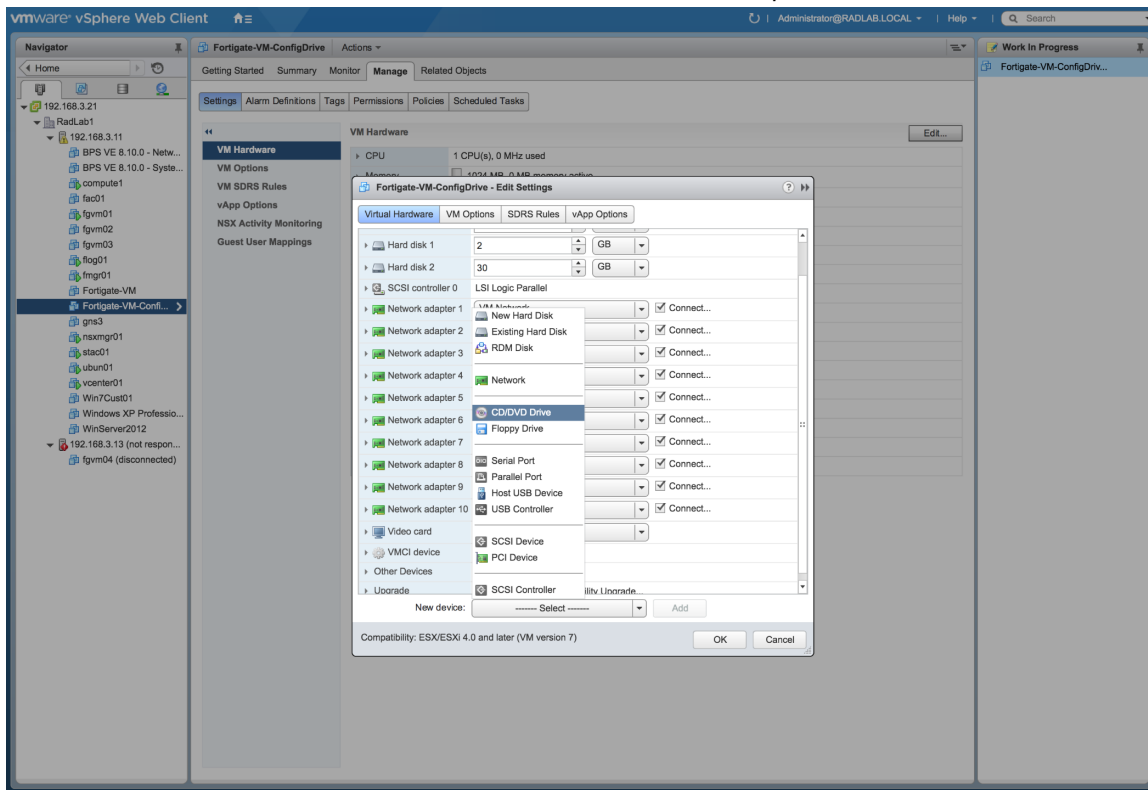 vmware® vSphere Web Client
Administrator@RADLAB.LOCAL
Help
Search
Navigator
Home
192.168.3.21
RadLab1
192.168.3.11
BPS VE 8.10.0 - Netw...
BPS VE 8.10.0 - Syste...
compute1
fac01
fgvm01
fgvm02
fgvm03
flog01
fmgr01
Fortigate-VM
Fortigate-VM-Confi...
gns3
nsxmgr01
stac01
ubun01
vcenter01
Win7Cust01
Windows XP Professio...
WinServer2012
192.168.3.13 (not respon...
fgvm04 (disconnected)
Fortigate-VM-ConfigDrive Actions
Getting Started Summary Monitor Manage Related Objects
Settings Alarm Definitions Tags Permissions Policies Scheduled Tasks
VM Hardware
VM Options
VM SDRS Rules
vApp Options
NSX Activity Monitoring
Guest User Mappings
VM Hardware
Edit...
CPU 1 CPU(s), 0 MHz used
Memory 1024 MB, 0 MB memory active
Fortigate-VM-ConfigDrive - Edit Settings
Virtual Hardware VM Options SDRS Rules vApp Options
Hard disk 1 2 GB
Hard disk 2 30 GB
SCSI controller 0 LSI Logic Parallel
Network adapter 1 VM Network Connect...
Network adapter 2 Connect...
Network adapter 3 Connect...
Network adapter 4 Connect...
Network adapter 5 Connect...
Network adapter 6 Connect...
Network adapter 7 Connect...
Network adapter 8 Connect...
Network adapter 9 Connect...
Network adapter 10 Connect...
Video card
VMCI device
Other Devices
Upgrade
New Hard Disk
Existing Hard Disk
RDM Disk
Network
CD/DVD Drive
Floppy Drive
Serial Port
Parallel Port
Host USB Device
USB Controller
SCSI Device
PCI Device
SCSI Controller
New device: ------- Select ------- Add
Compatibility: ESX/ESXi 4.0 and later (VM version 7)
OK Cancel
Work In Progress
Fortigate-VM-ConfigDriv...